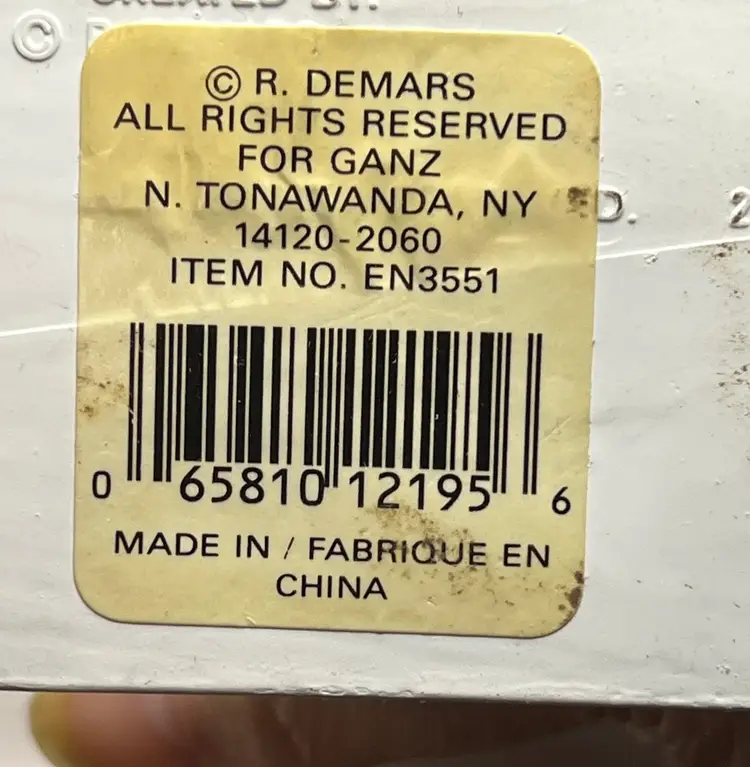 © R. DEMARS
ALL RIGHTS RESERVED
FOR GANZ
N. TONAWANDA, NY
14120-2060
ITEM NO. EN3551
0 65810 12195 6
MADE IN / FABRIQUE EN
CHINA
©
D. 2